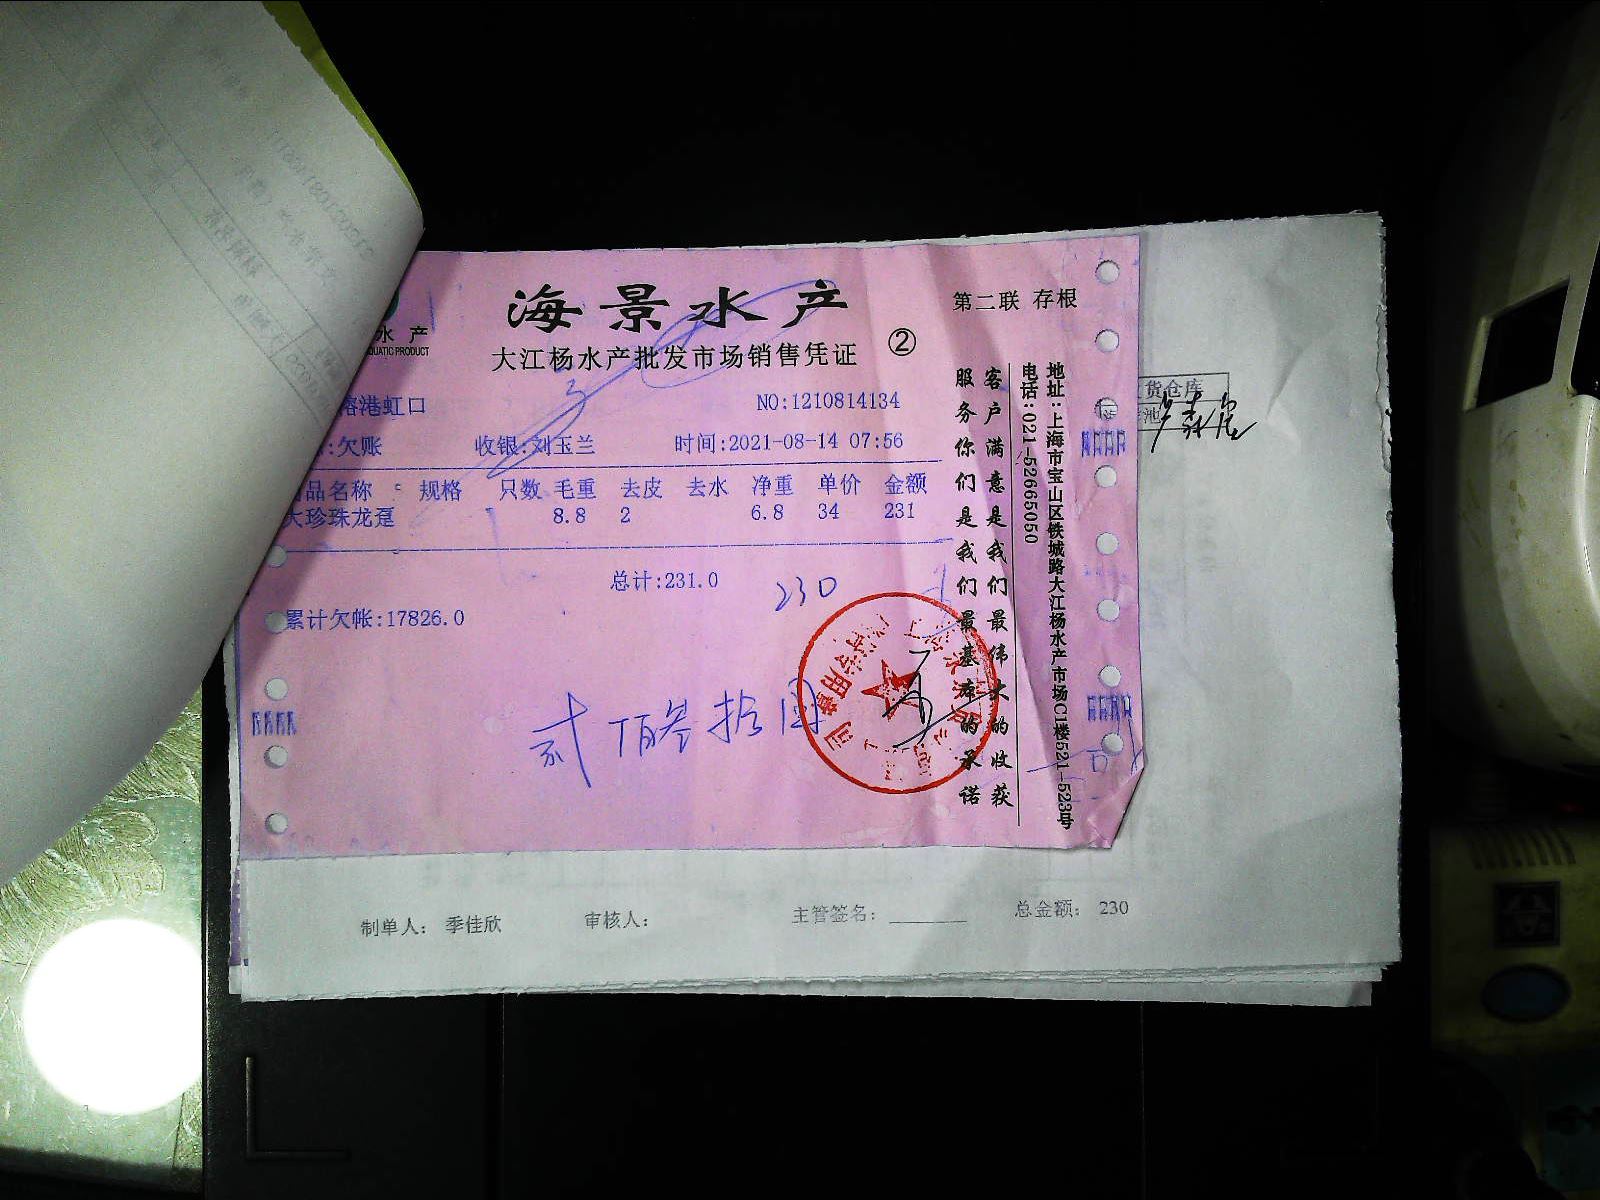 海景水产
第二联 存根
水产
AQUATIC PRODUCT
大江杨水产批发市场销售凭证 ②
港虹口
NO:1210814134
:欠账 收银:刘玉兰 时间:2021-08-14 07:56
品名称 规格 只数 毛重 去皮 去水 净重 单价 金额
大珍珠龙趸 8.8 2 6.8 34 231
总计:231.0
230
累计欠帐:17826.0
贰佰叁拾圆
客户满意是我们最伟大的收获
服务你们是我们最基本的承诺
地址:上海市宝山区铁城路大江杨水产市场C1楼521-523号
电话:021-52665050
货仓库
池
制单人: 季佳欣 审核人: 主管签名: 总金额: 230